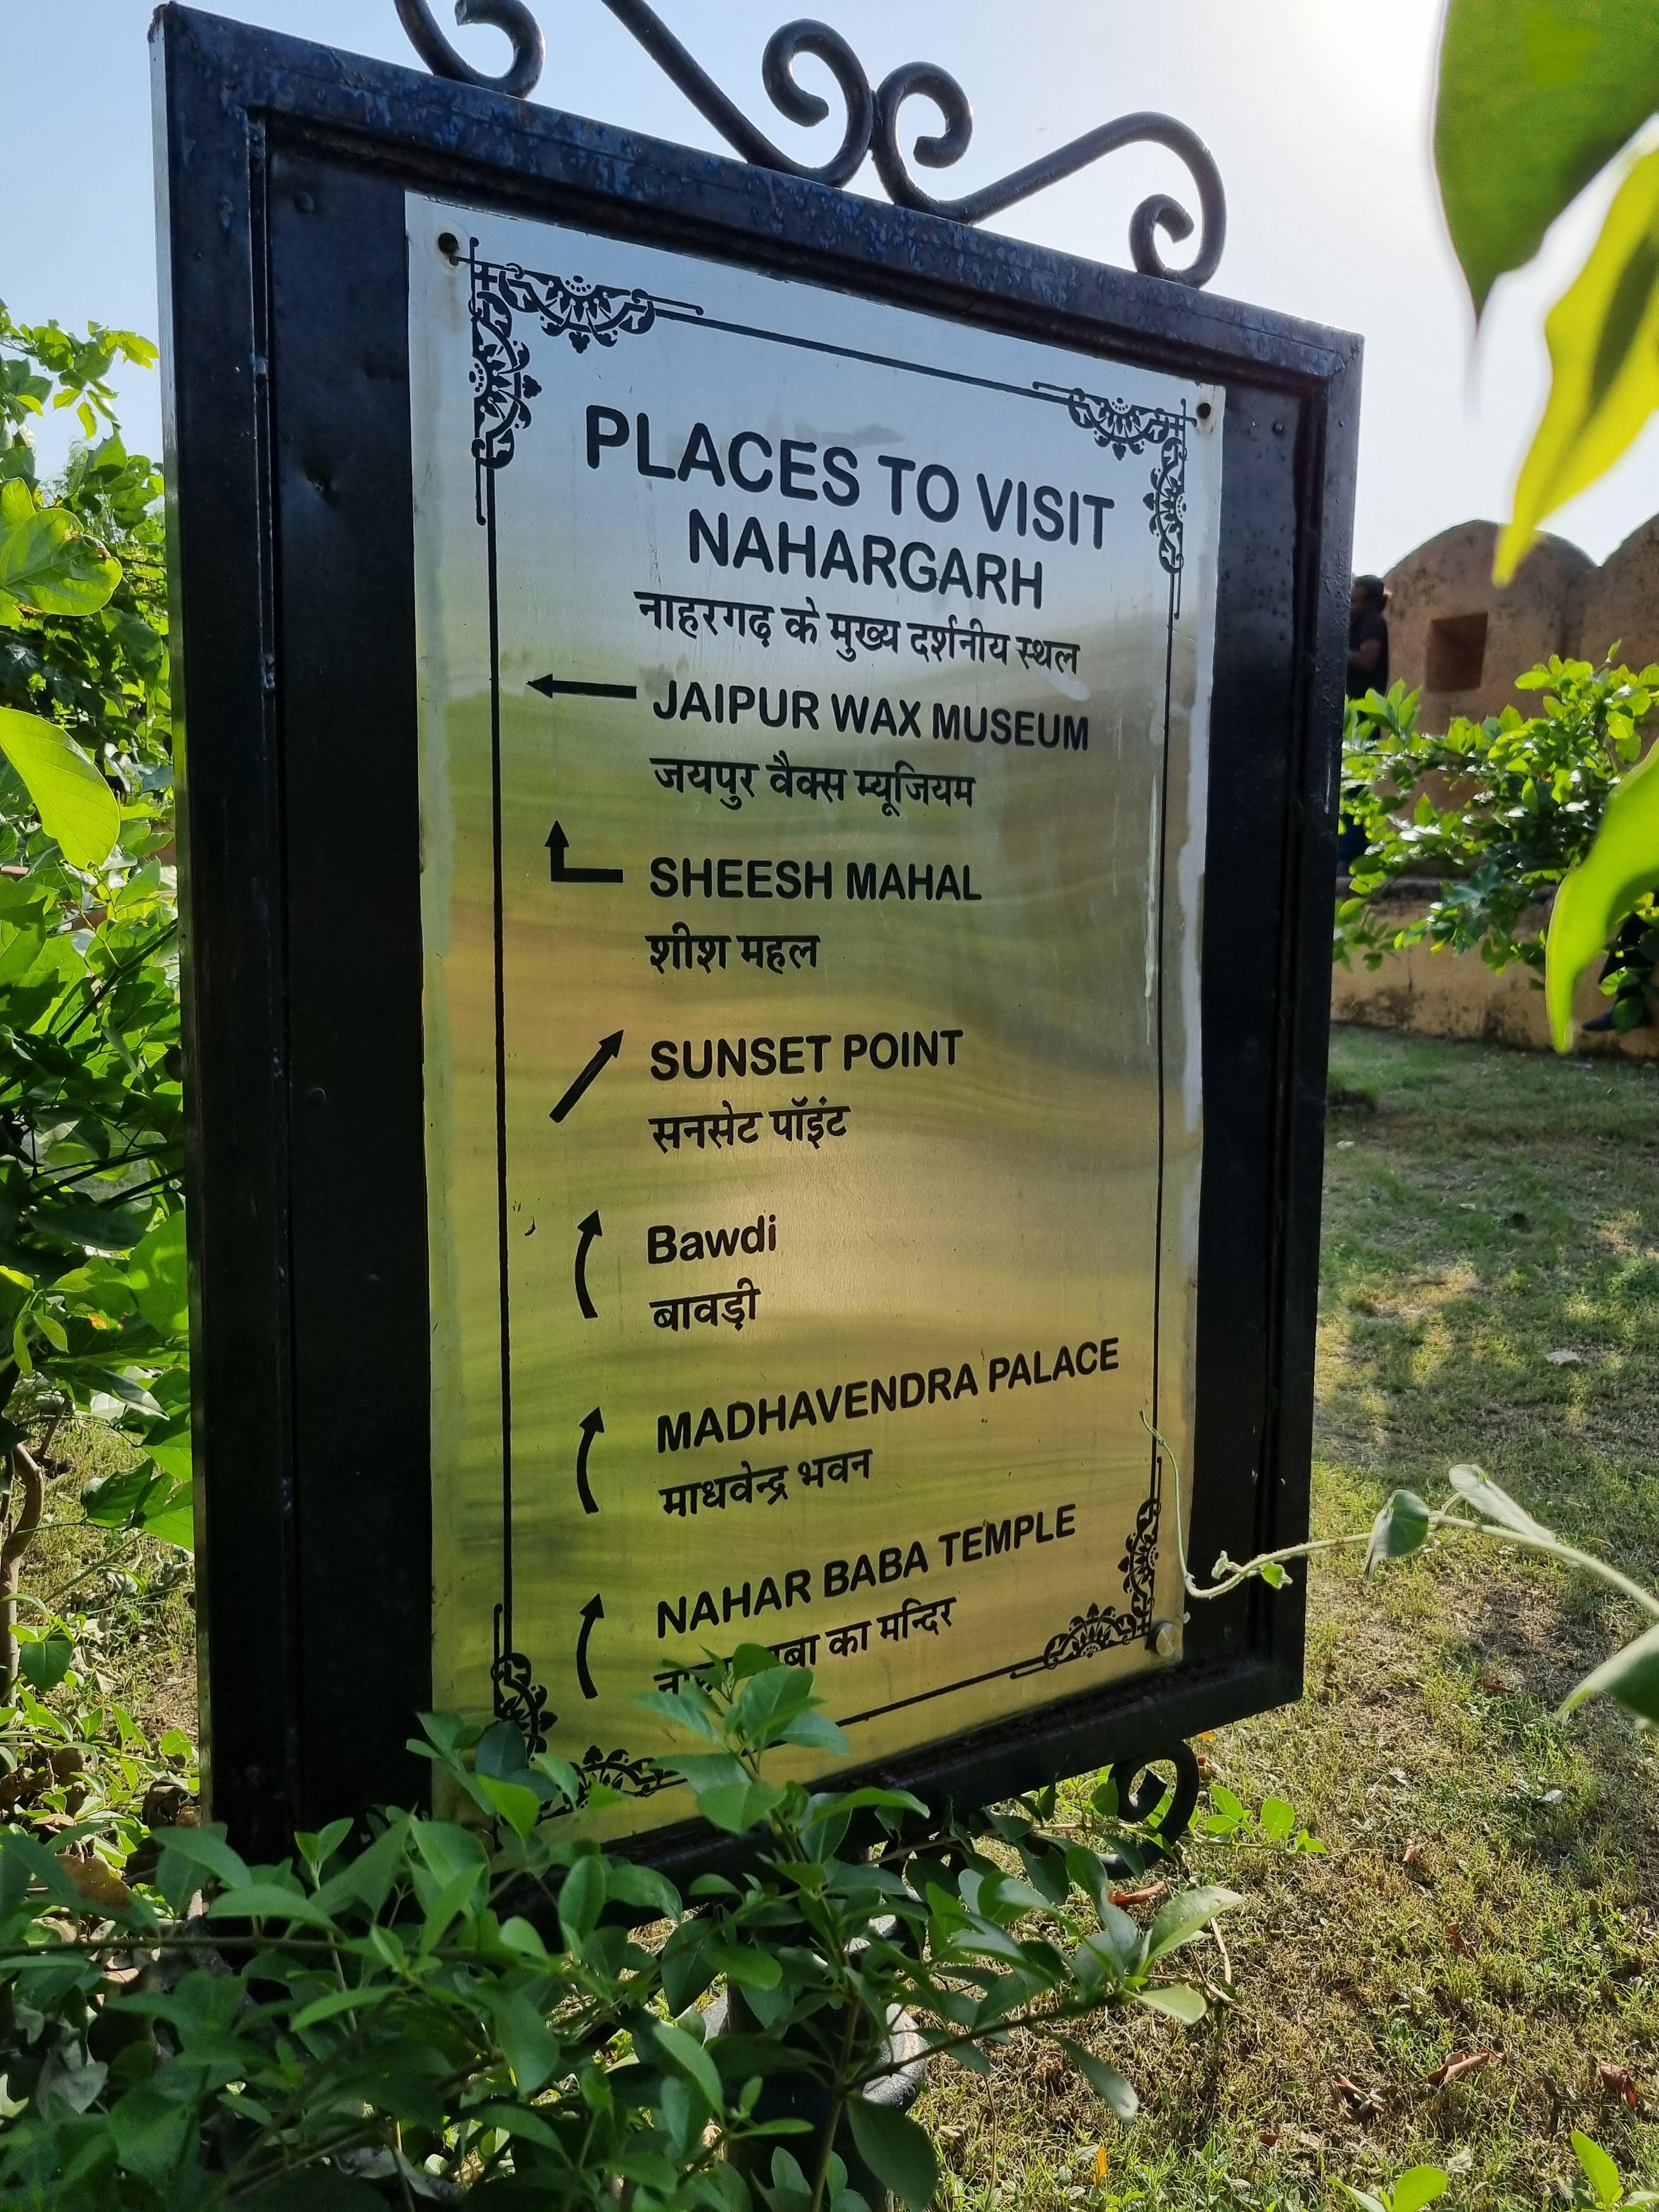 PLACES TO VISIT
NAHARGARH
नाहरगढ़ के मुख्य दर्शनीय स्थल
JAIPUR WAX MUSEUM
जयपुर वैक्स म्यूजियम
SHEESH MAHAL
शीश महल
SUNSET POINT
सनसेट पॉइंट
Bawdi
बावड़ी
MADHAVENDRA PALACE
माधवेन्द्र भवन
NAHAR BABA TEMPLE
का मन्दिर